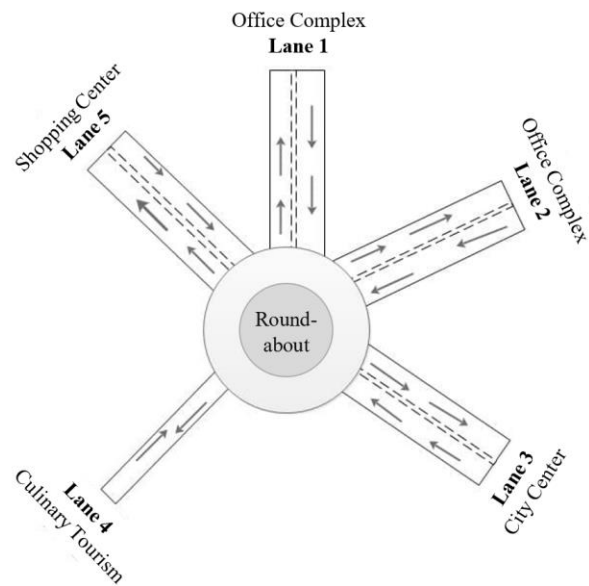 Office Complex
Lane 1
Shopping Center
Lane 5
Office Complex
Lane 2
Round-
about
Lane 3
City Center
Lane 4
Culinary Tourism